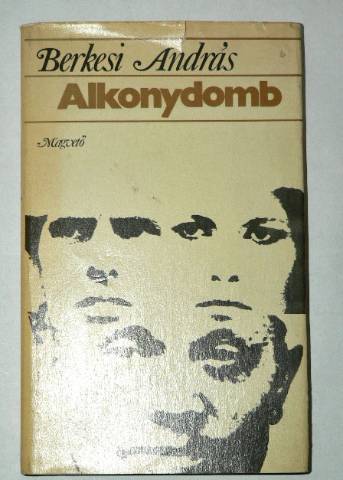 Berkesi András
Alkonydomb
Magvető